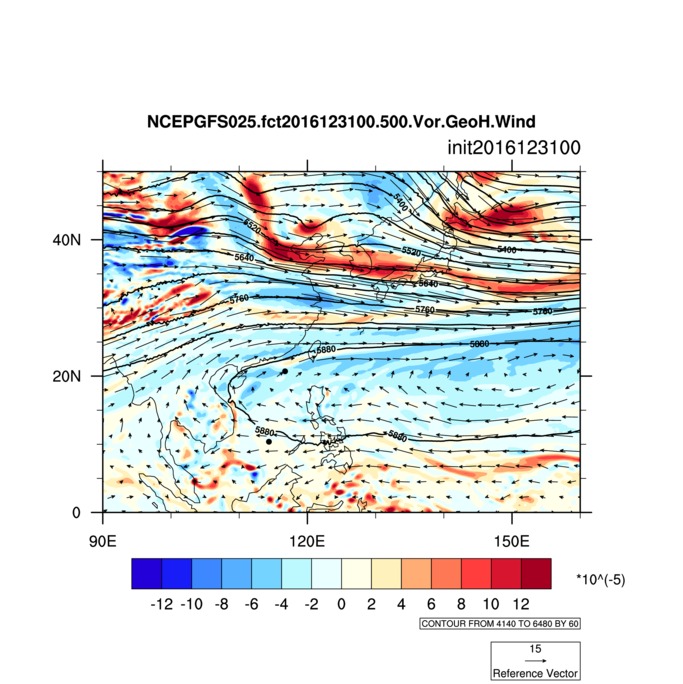 NCEPGFS025.fct2016123100.500.Vor.GeoH.Wind
init2016123100
5400
5520
5520
5400
40N
5640
5640
5760
5760
5760
5880
5880
20N
5880
5880
0
90E
120E
150E
-12 -10 -8 -6 -4 -2 0 2 4 6 8 10 12
*10^(-5)
CONTOUR FROM 4140 TO 6480 BY 60
15
Reference Vector